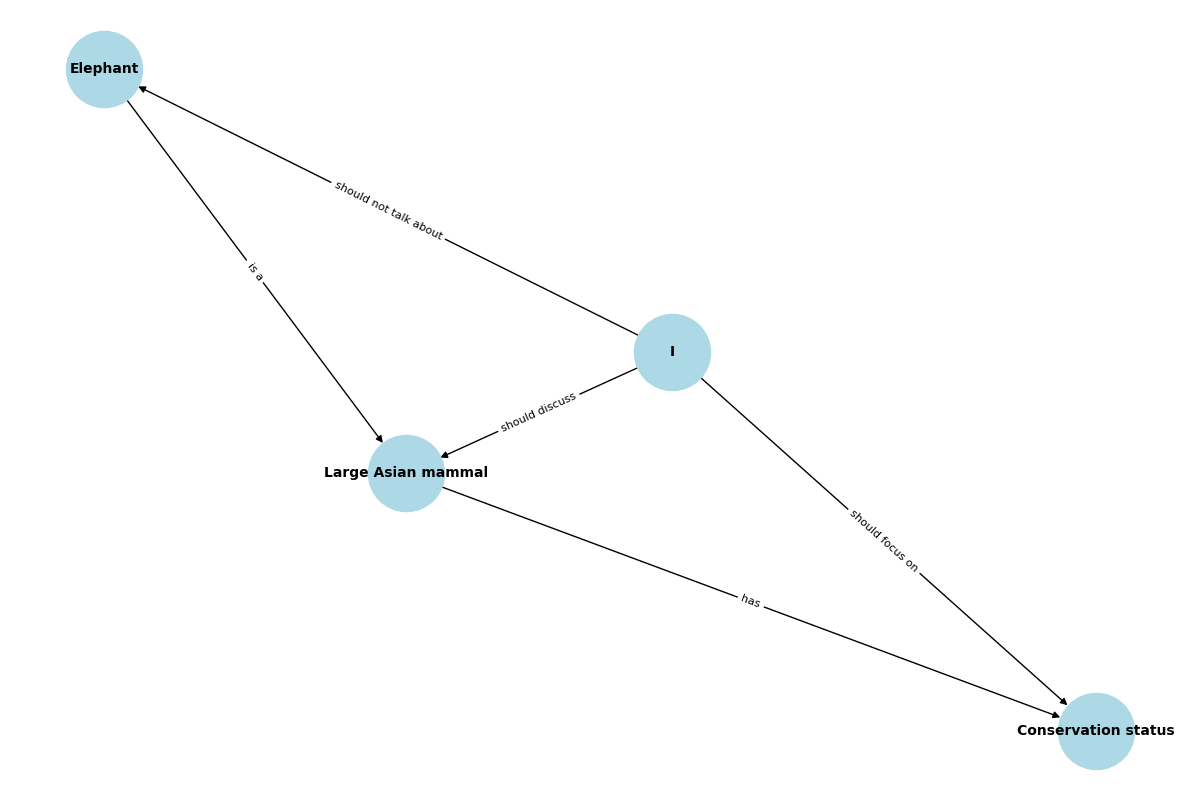 Elephant
should not talk about
is a
I
should discuss
Large Asian mammal
should focus on
has
Conservation status